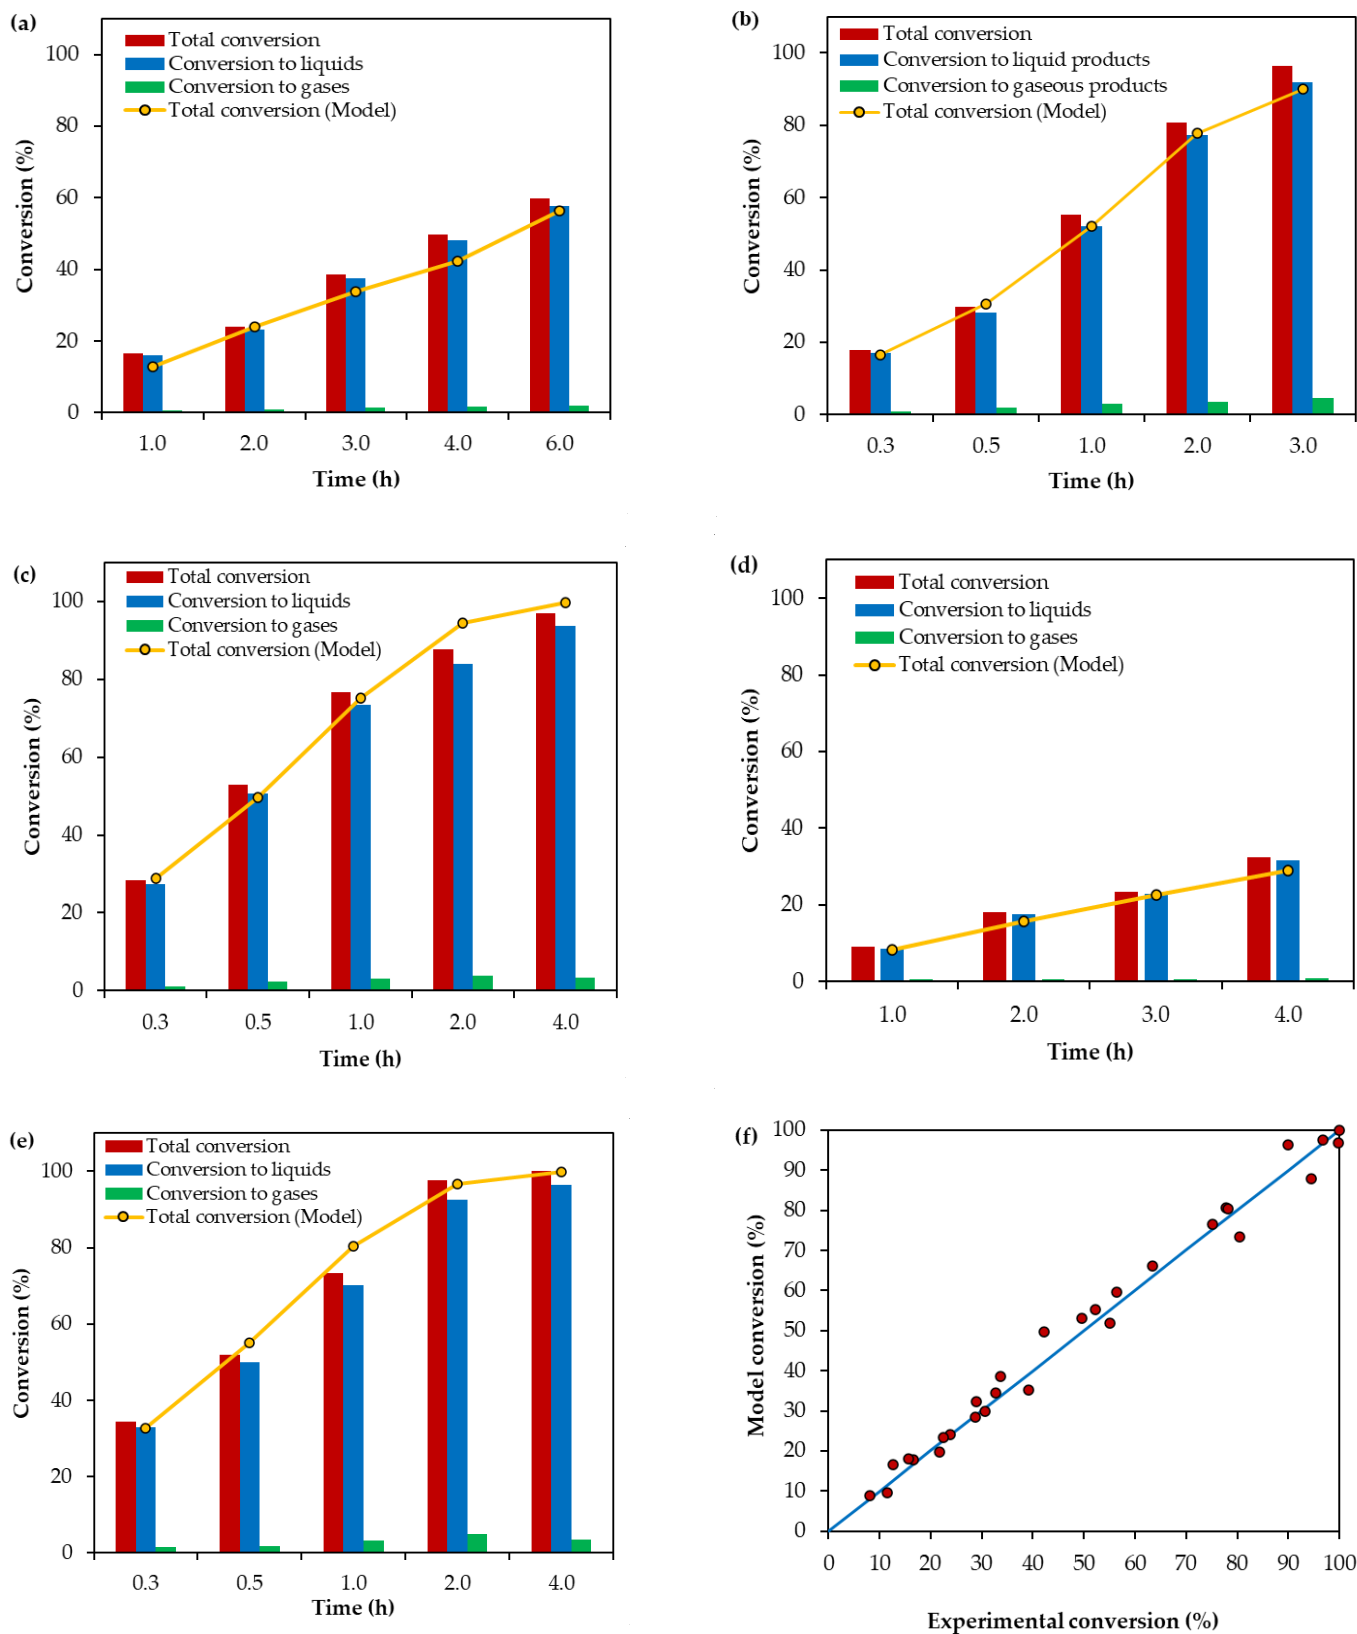 (a)
Total conversion
Conversion to liquids
Conversion to gases
Total conversion (Model)
Conversion (%)
100
80
60
40
20
0
1.0 2.0 3.0 4.0 6.0
Time (h)
(b)
Total conversion
Conversion to liquid products
Conversion to gaseous products
Total conversion (Model)
Conversion (%)
100
80
60
40
20
0
0.3 0.5 1.0 2.0 3.0
Time (h)
(c)
Total conversion
Conversion to liquids
Conversion to gases
Total conversion (Model)
Conversion (%)
100
80
60
40
20
0
0.3 0.5 1.0 2.0 4.0
Time (h)
(d)
Total conversion
Conversion to liquids
Conversion to gases
Total conversion (Model)
Conversion (%)
100
80
60
40
20
0
1.0 2.0 3.0 4.0
Time (h)
(e)
Total conversion
Conversion to liquids
Conversion to gases
Total conversion (Model)
Conversion (%)
100
80
60
40
20
0
0.3 0.5 1.0 2.0 4.0
Time (h)
(f)
Model conversion (%)
100
90
80
70
60
50
40
30
20
10
0
0 10 20 30 40 50 60 70 80 90 100
Experimental conversion (%)